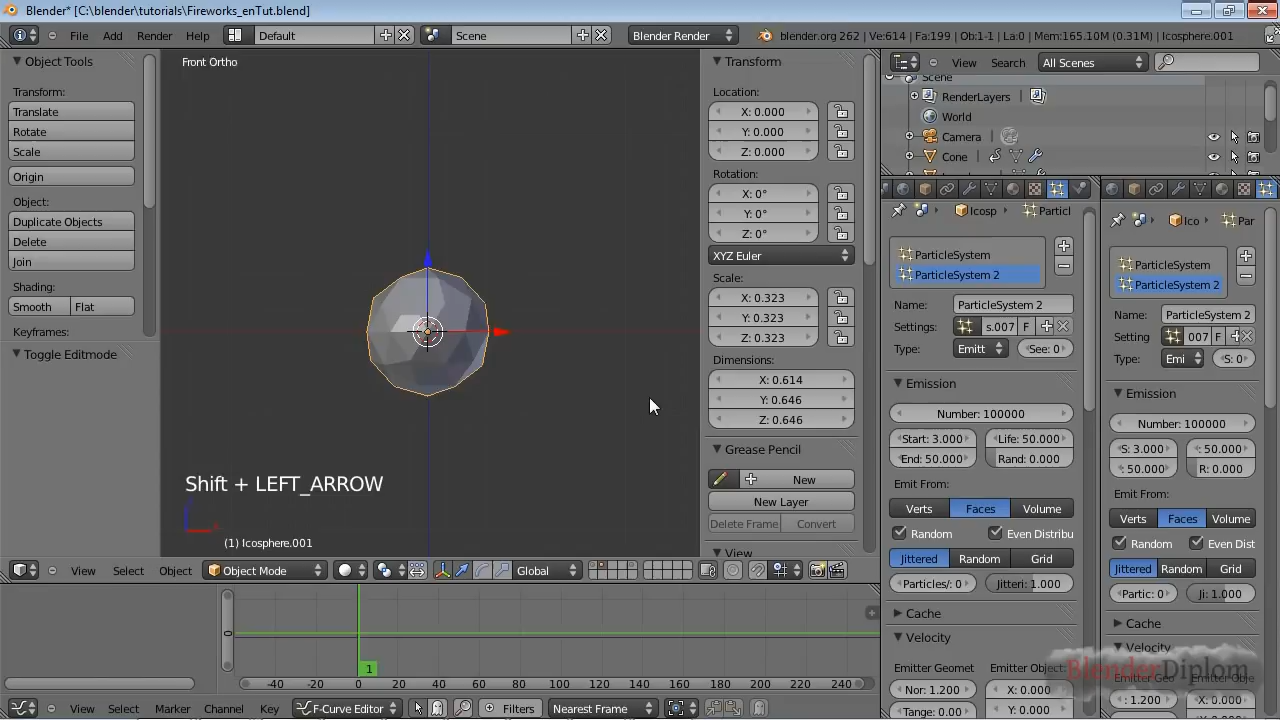 Blender* [C:\blender\tutorials\Fireworks_enTut.blend]
File Add Render Help Default Scene Blender Render blender.org 262 | Ve:614 | Fa:199 | Ob:1-1 | La:0 | Mem:165.10M (0.31M) | Icosphere.001
Object Tools
Transform:
Translate
Rotate
Scale
Origin
Object:
Duplicate Objects
Delete
Join
Shading:
Smooth Flat
Keyframes:
Toggle Editmode
Front Ortho
Shift + LEFT_ARROW
(1) Icosphere.001
Transform
Location:
X: 0.000
Y: 0.000
Z: 0.000
Rotation:
X: 0°
Y: 0°
Z: 0°
XYZ Euler
Scale:
X: 0.323
Y: 0.323
Z: 0.323
Dimensions:
X: 0.614
Y: 0.646
Z: 0.646
Grease Pencil
New
New Layer
Delete Frame Convert
View
View Search All Scenes
Scene
RenderLayers
World
Camera
Cone
Icosp Particl
ParticleSystem
ParticleSystem 2
Name: ParticleSystem 2
Settings: s.007 F
Type: Emitt See: 0
Emission
Number: 100000
Start: 3.000 Life: 50.000
End: 50.000 Rand: 0.000
Emit From:
Verts Faces Volume
Random Even Distribu
Jittered Random Grid
Particles/: 0 Jitteri: 1.000
Cache
Velocity
Emitter Geomet Emitter Object:
Nor: 1.200 X: 0.000
Tange: 0.00 Y: 0.000
Ico Par
ParticleSystem
ParticleSystem 2
Name: ParticleSystem 2
Setting 007 F
Type: Emi S: 0
Emission
Number: 100000
S: 3.000 : 50.000
: 50.000 R: 0.000
Emit From:
Verts Faces Volume
Random Even Dist
Jittered Random Grid
Partic: 0 Ji: 1.000
Cache
Velocity
Emitter Geo Emitter Obje
: 1.200 X: 0.000
BlenderDiplom
View Select Object Object Mode Global
0
1
-40 -20 0 20 40 60 80 100 120 140 160 180 200 220 240
View Select Marker Channel Key F-Curve Editor Filters Nearest Frame